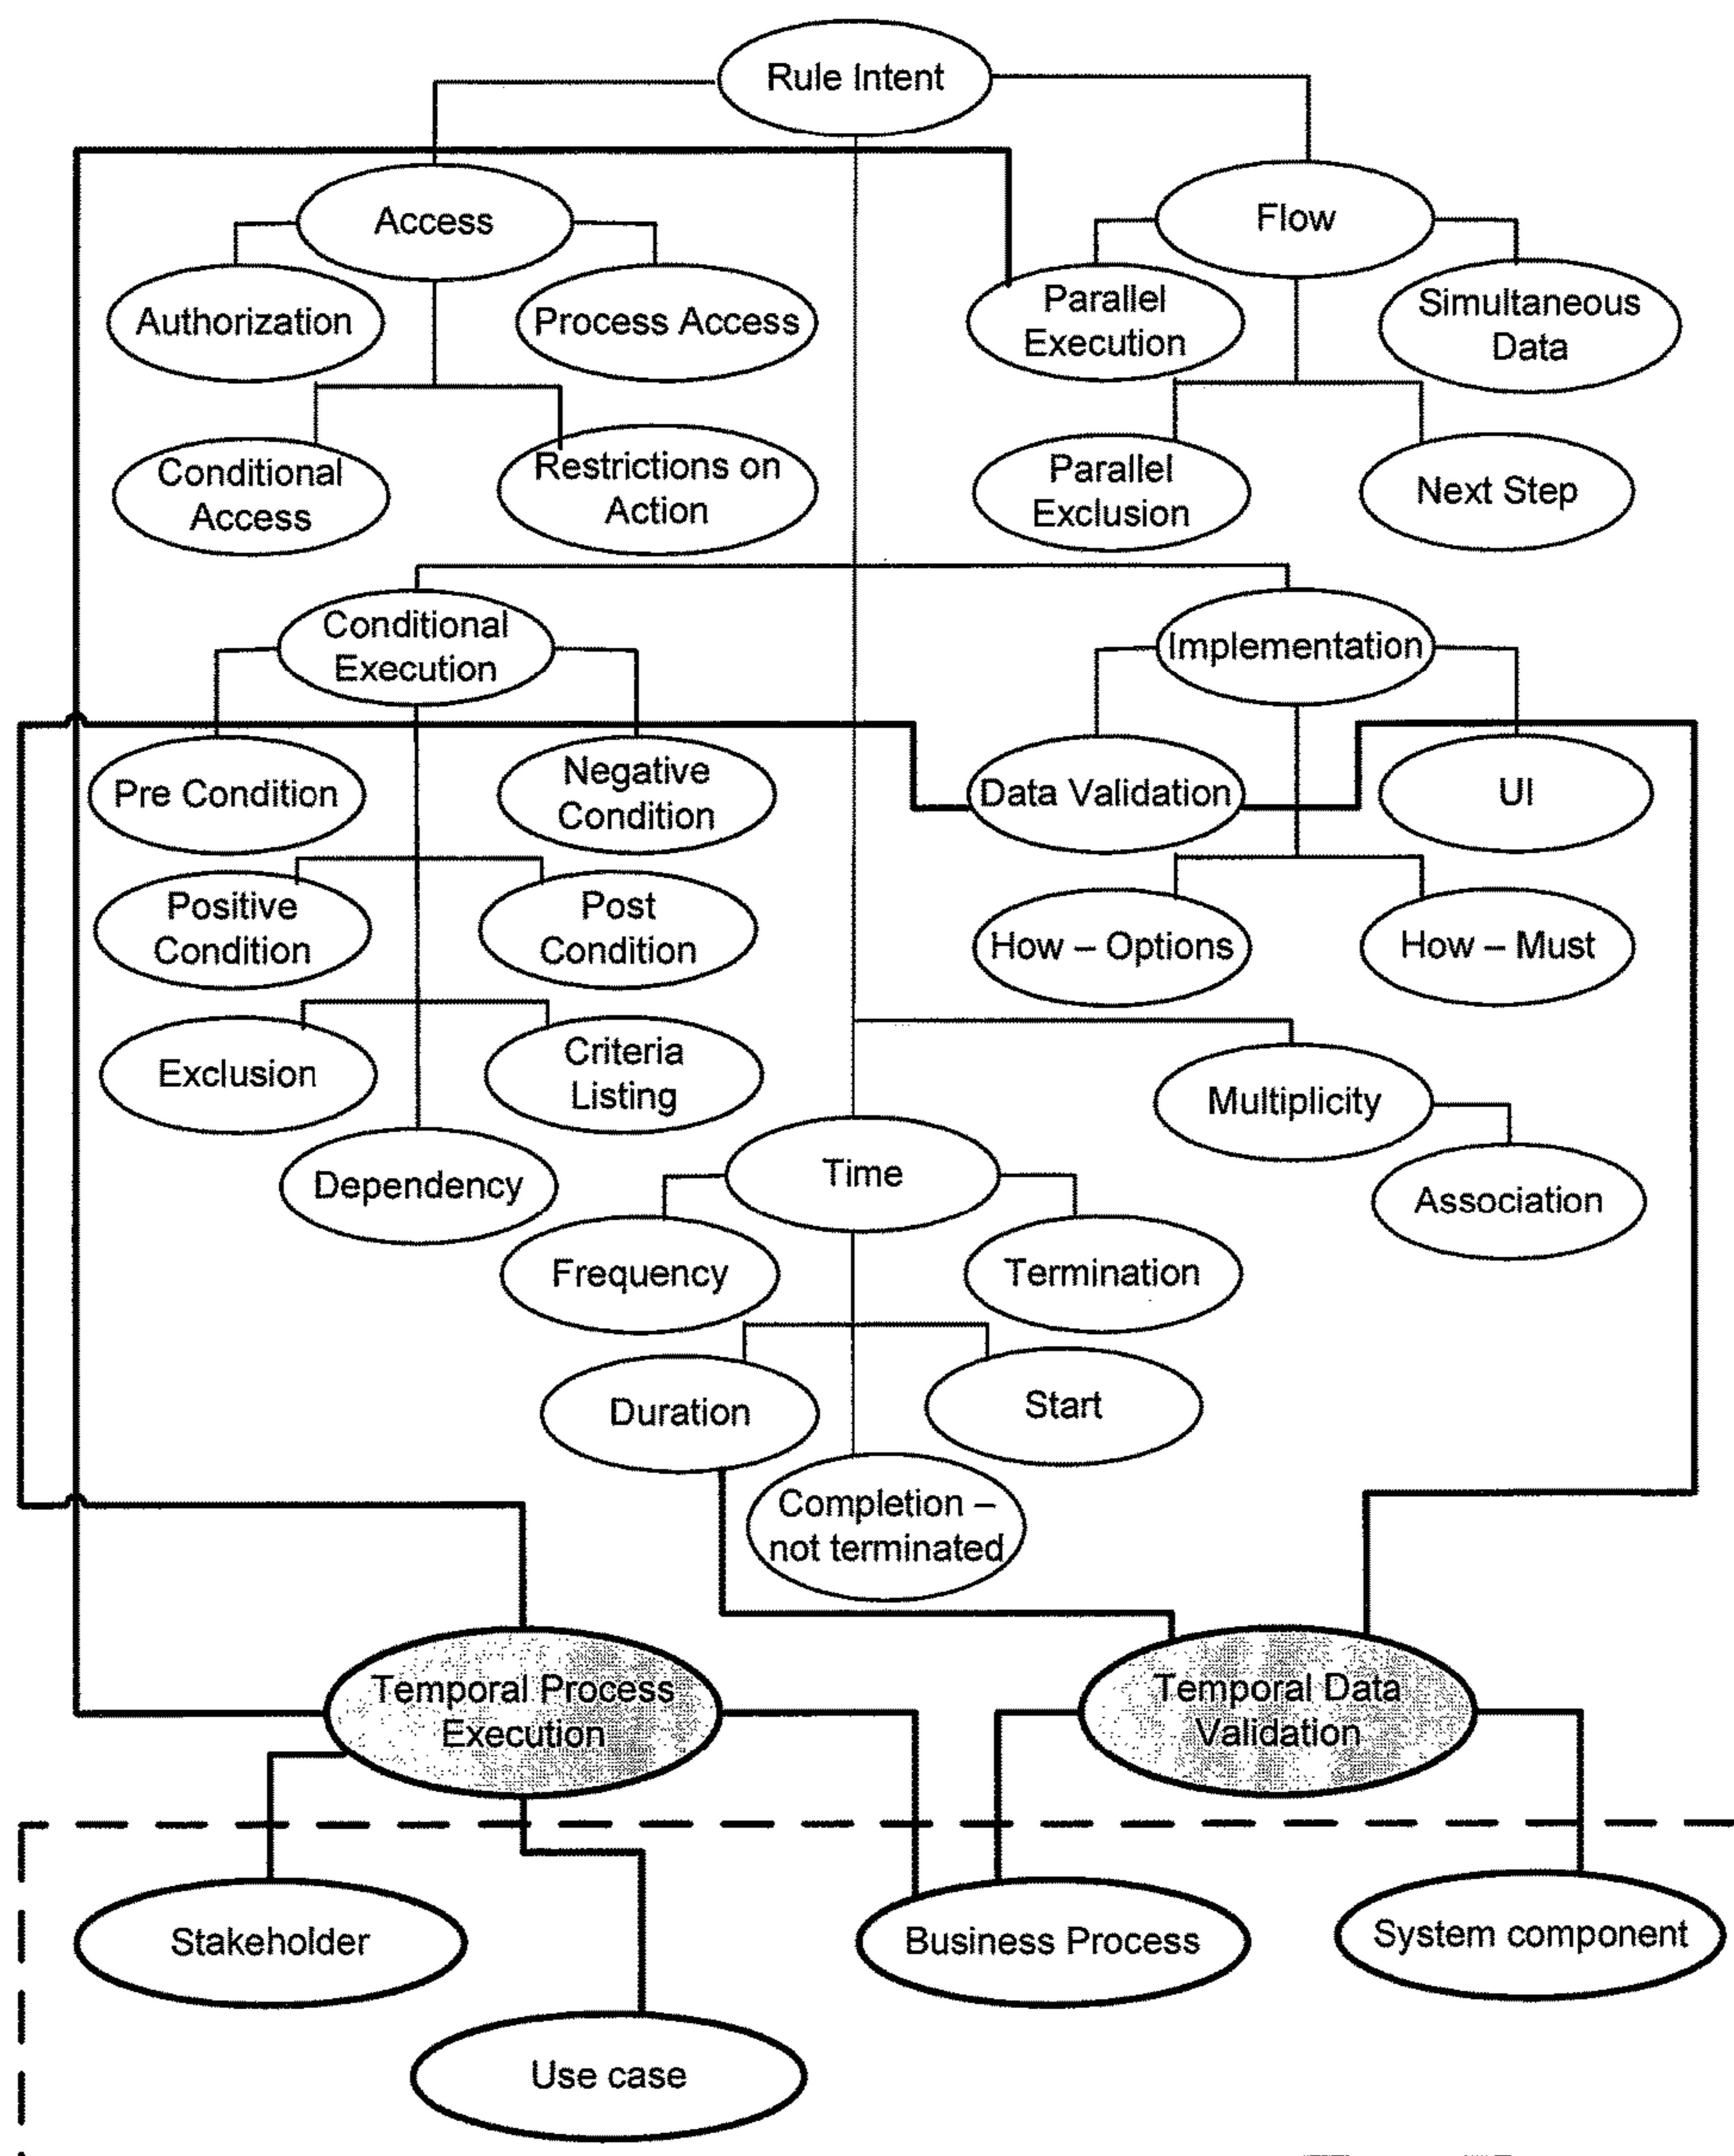 Rule Intent
Access
Flow
Authorization
Process Access
Parallel
Execution
Simultaneous
Data
Conditional
Access
Restrictions on
Action
Parallel
Exclusion
Next Step
Conditional
Execution
Implementation
Pre Condition
Negative
Condition
Data Validation
UI
Positive
Condition
Post
Condition
How – Options
How – Must
Exclusion
Criteria
Listing
Multiplicity
Dependency
Time
Association
Frequency
Termination
Duration
Start
Completion –
not terminated
Temporal Process
Execution
Temporal Data
Validation
Stakeholder
Business Process
System component
Use case